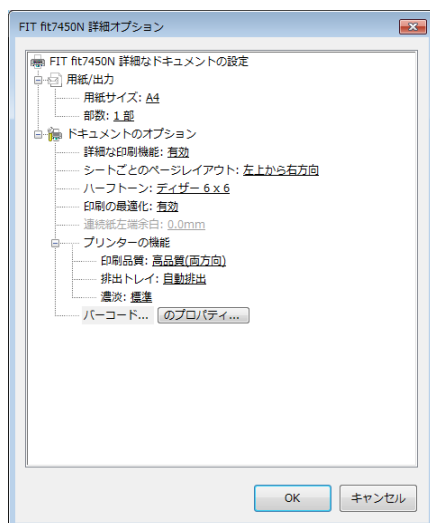 FIT fit7450N 詳細オプション
FIT fit7450N 詳細なドキュメントの設定
用紙/出力
用紙サイズ: A4
部数: 1 部
ドキュメントのオプション
詳細な印刷機能: 有効
シートごとのページレイアウト: 左上から右方向
ハーフトーン: ディザー 6 x 6
印刷の最適化: 有効
連続紙左端余白: 0.0mm
プリンターの機能
印刷品質: 高品質(両方向)
排出トレイ: 自動排出
濃淡: 標準
バーコード... のプロパティ...
OK キャンセル